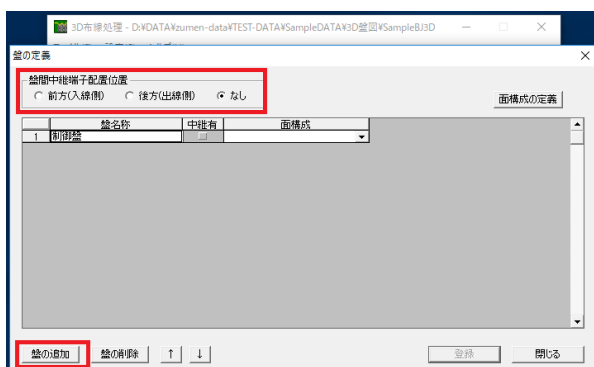 3D布線処理 - D:¥DATA¥zumen-data¥TEST-DATA¥SampleDATA¥3D盤図¥SampleBJ3D
盤の定義
盤間中継端子配置位置
前方(入線側) 後方(出線側) なし
面構成の定義
盤名称 中継有 面構成
1 制御盤
盤の追加 盤の削除 ↑ ↓ 登録 閉じる